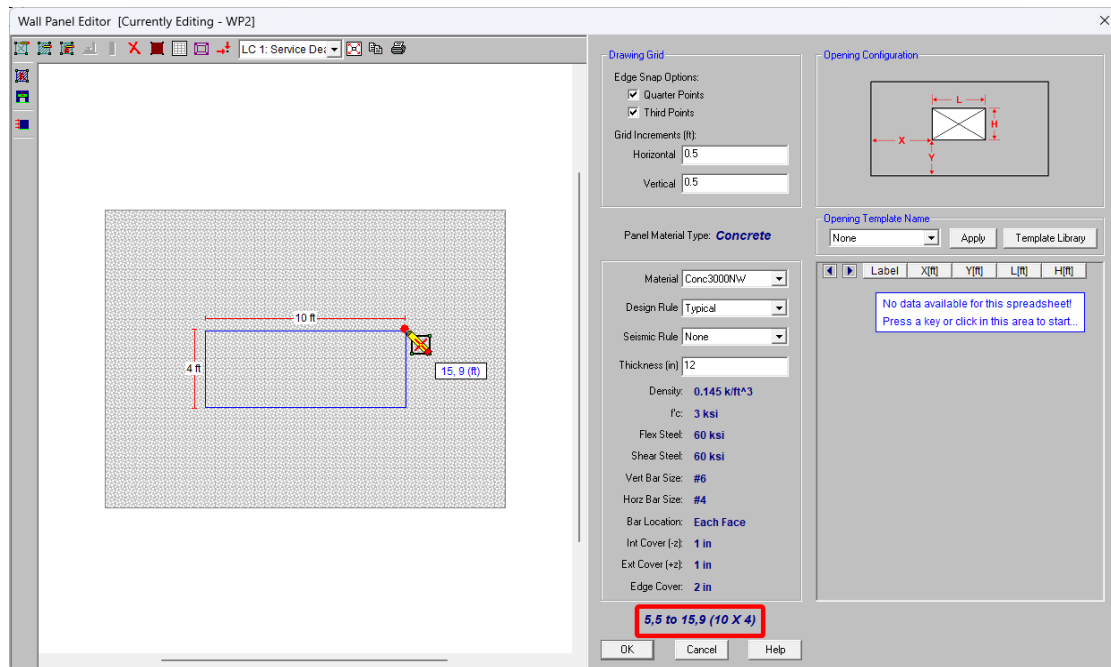 Wall Panel Editor [Currently Editing - WP2]
LC 1: Service De
10 ft
4 ft
15, 9 (ft)
Drawing Grid
Edge Snap Options:
Quarter Points
Third Points
Grid Increments (ft):
Horizontal 0.5
Vertical 0.5
Panel Material Type: Concrete
Material Conc3000NW
Design Rule Typical
Seismic Rule None
Thickness (in) 12
Density: 0.145 k/ft^3
f'c: 3 ksi
Flex Steel: 60 ksi
Shear Steel: 60 ksi
Vert Bar Size: #6
Horz Bar Size: #4
Bar Location: Each Face
Int Cover (-z): 1 in
Ext Cover (+z): 1 in
Edge Cover: 2 in
5,5 to 15,9 (10 X 4)
OK Cancel Help
Opening Configuration
L
H
X
Y
Opening Template Name
None Apply Template Library
Label X[ft] Y[ft] L[ft] H[ft]
No data available for this spreadsheet!
Press a key or click in this area to start...